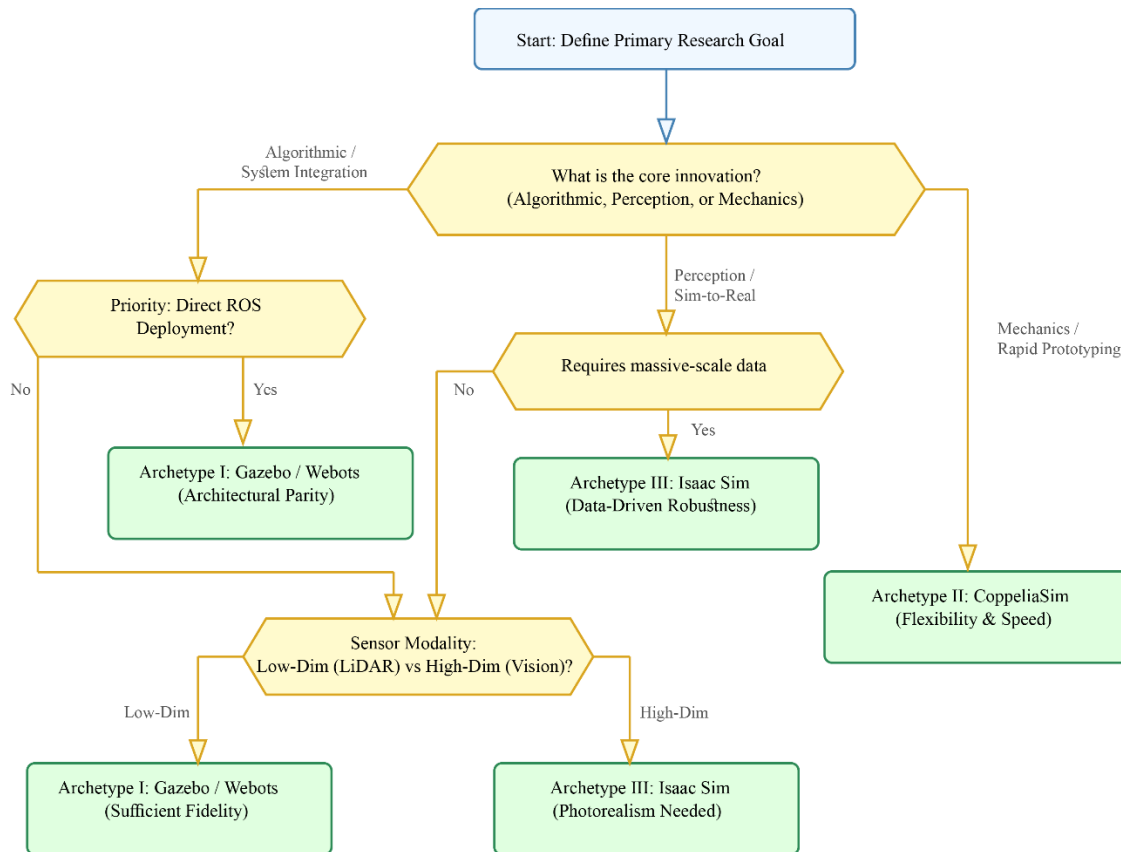 Start: Define Primary Research Goal
Algorithmic /
System Integration
What is the core innovation?
(Algorithmic, Perception, or Mechanics)
Perception /
Sim-to-Real
Mechanics /
Rapid Prototyping
Priority: Direct ROS
Deployment?
Requires massive-scale data
No
Yes
No
Yes
Archetype I: Gazebo / Webots
(Architectural Parity)
Archetype III: Isaac Sim
(Data-Driven Robustness)
Archetype II: CoppeliaSim
(Flexibility & Speed)
Sensor Modality:
Low-Dim (LiDAR) vs High-Dim (Vision)?
Low-Dim
High-Dim
Archetype I: Gazebo / Webots
(Sufficient Fidelity)
Archetype III: Isaac Sim
(Photorealism Needed)